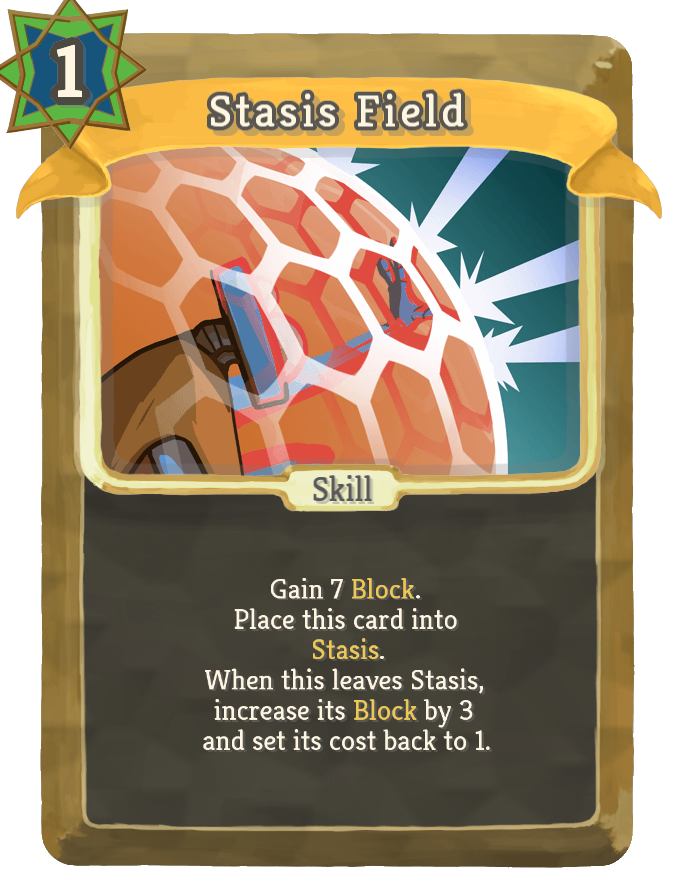 1
Stasis Field
Skill
Gain 7 Block.
Place this card into
Stasis.
When this leaves Stasis,
increase its Block by 3
and set its cost back to 1.